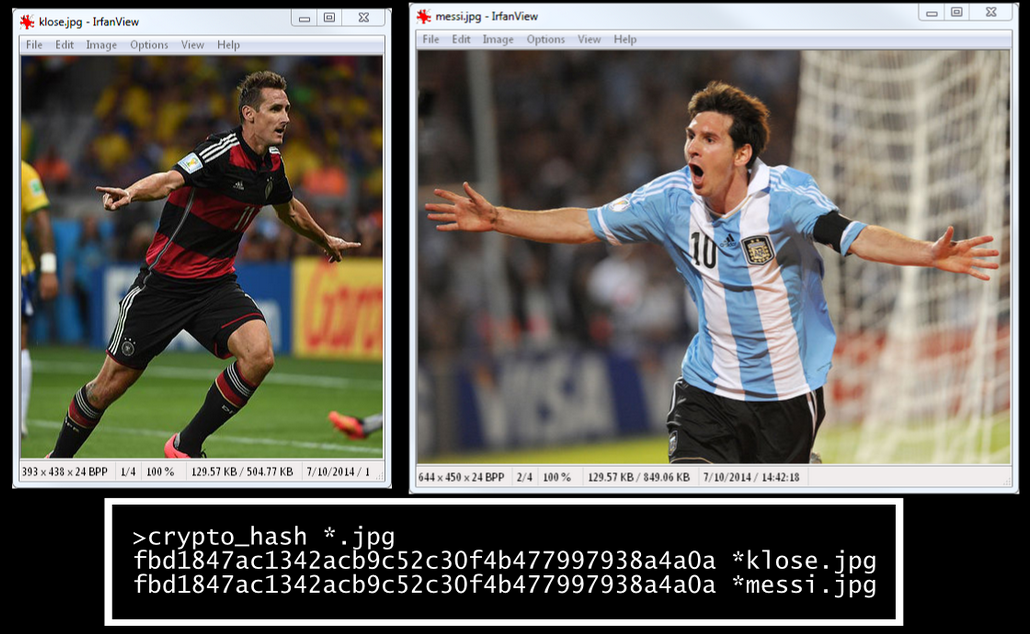 klose.jpg - IrfanView
File Edit Image Options View Help
11
393 x 438 x 24 BPP 1/4 100 % 129.57 KB / 504.77 KB 7/10/2014 / 1
messi.jpg - IrfanView
File Edit Image Options View Help
10
adidas
VISA
644 x 450 x 24 BPP 2/4 100 % 129.57 KB / 849.06 KB 7/10/2014 / 14:42:18
>crypto_hash *.jpg
fbd1847ac1342acb9c52c30f4b477997938a4a0a *klose.jpg
fbd1847ac1342acb9c52c30f4b477997938a4a0a *messi.jpg